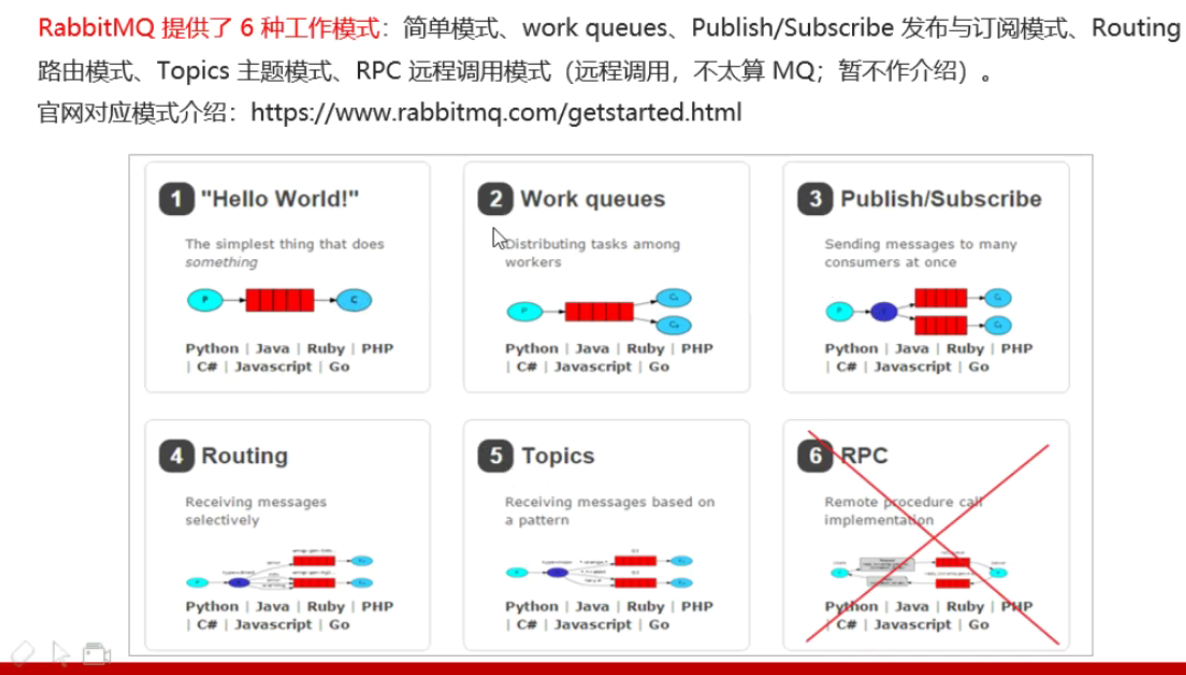 RabbitMQ 提供了 6 种工作模式：简单模式、work queues、Publish/Subscribe 发布与订阅模式、Routing
路由模式、Topics 主题模式、RPC 远程调用模式（远程调用，不太算 MQ；暂不作介绍）。
官网对应模式介绍：https://www.rabbitmq.com/getstarted.html
1 "Hello World!"
The simplest thing that does
something
P
C
Python | Java | Ruby | PHP
| C# | Javascript | Go
2 Work queues
Distributing tasks among
workers
P
Python | Java | Ruby | PHP
| C# | Javascript | Go
3 Publish/Subscribe
Sending messages to many
consumers at once
P
Python | Java | Ruby | PHP
| C# | Javascript | Go
4 Routing
Receiving messages
selectively
Python | Java | Ruby | PHP
| C# | Javascript | Go
5 Topics
Receiving messages based on
a pattern
Python | Java | Ruby | PHP
| C# | Javascript | Go
6 RPC
Remote procedure call
implementation
Python | Java | Ruby | PHP
| C# | Javascript | Go